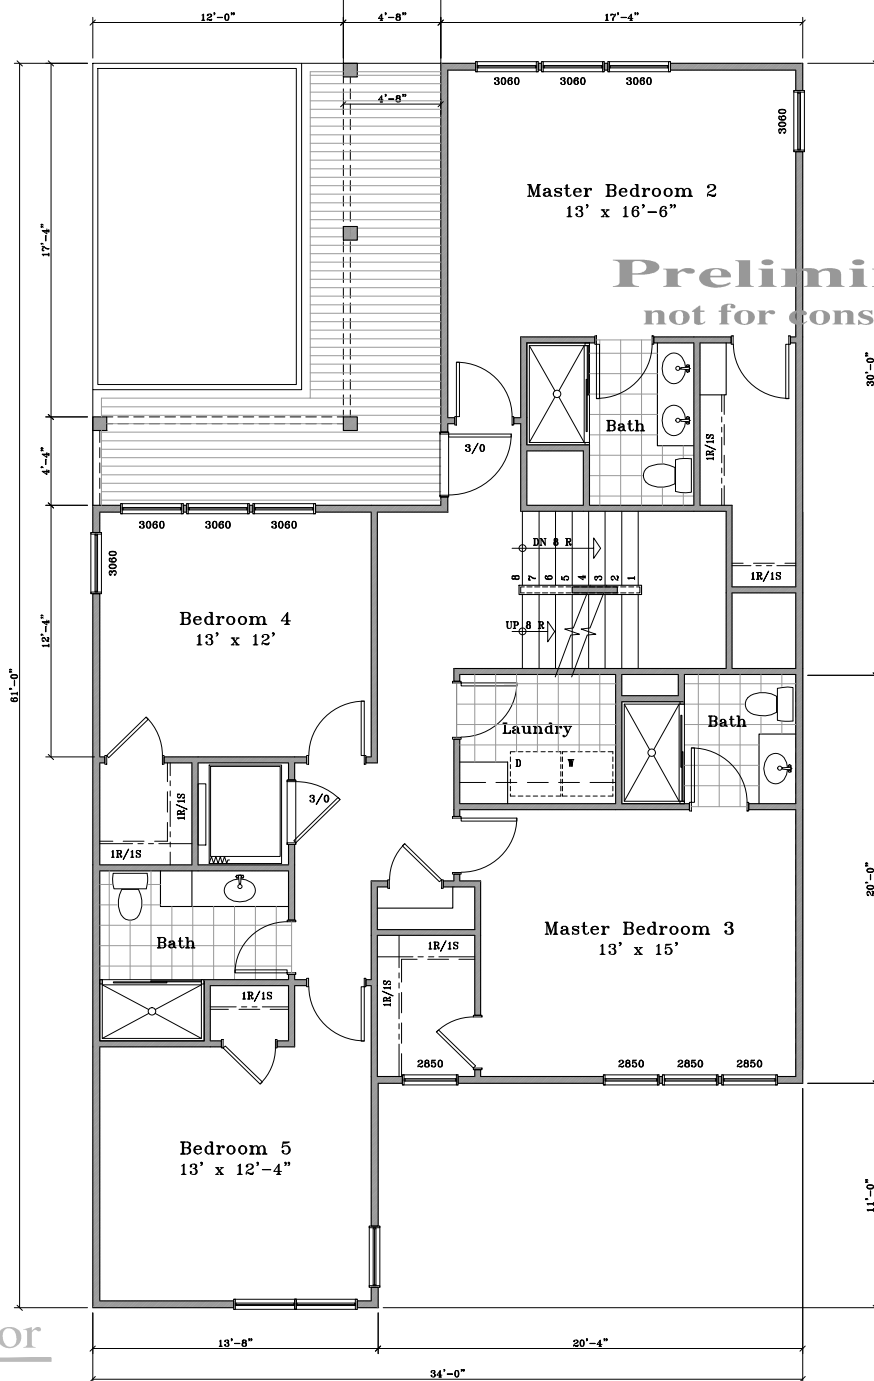 12'-0"
4'-8"
17'-4"
4'-8"
3060
3060
3060
3060
Master Bedroom 2
13' x 16'-6"
17'-4"
Prelimi
not for cons
30'-0"
Bath
1R/1S
3/0
4'-4"
3060
3060
3060
3060
DN 8 R
8
7
6
5
4
3
2
1
1R/1S
Bedroom 4
13' x 12'
UP 8 R
12'-4"
61'-0"
Laundry
Bath
D
W
3/0
1R/1S
1R/1S
20'-0"
Bath
Master Bedroom 3
13' x 15'
1R/1S
1R/1S
1R/1S
2850
2850
2850
2850
Bedroom 5
13' x 12'-4"
11'-0"
or
13'-8"
20'-4"
34'-0"